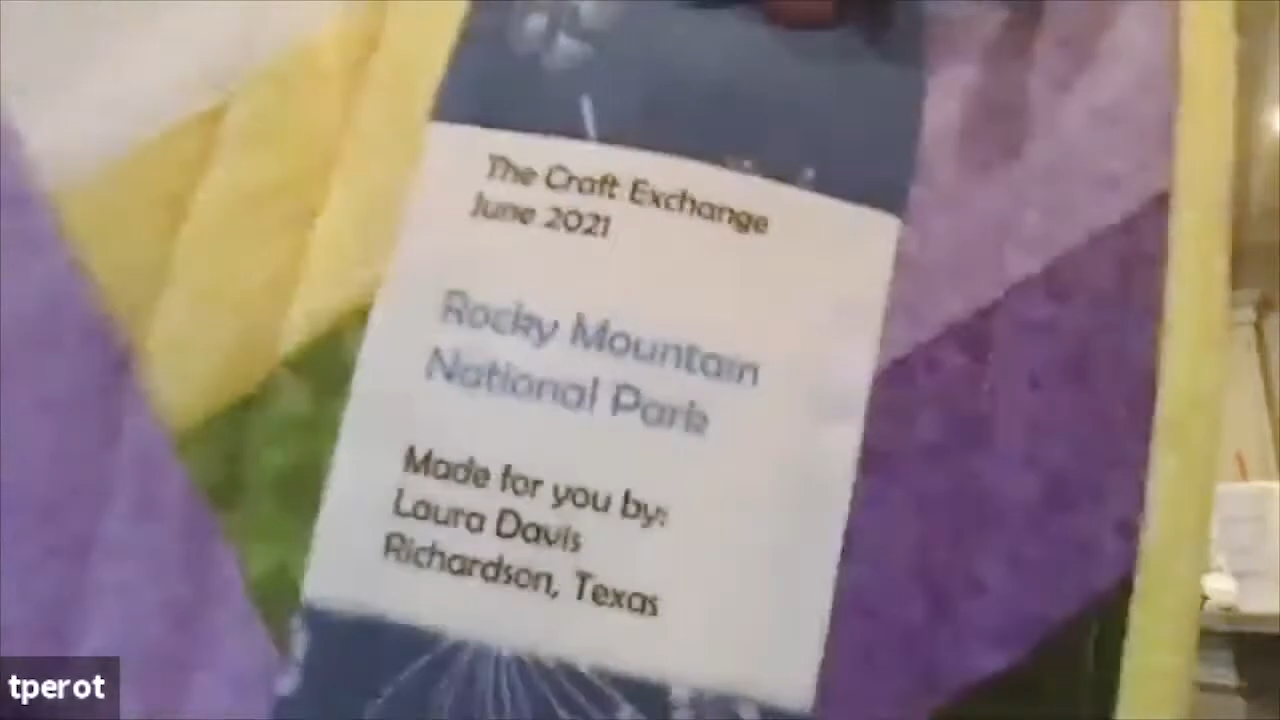 The Craft Exchange
June 2021
Rocky Mountain
National Park
Made for you by:
Laura Davis
Richardson, Texas
tperot